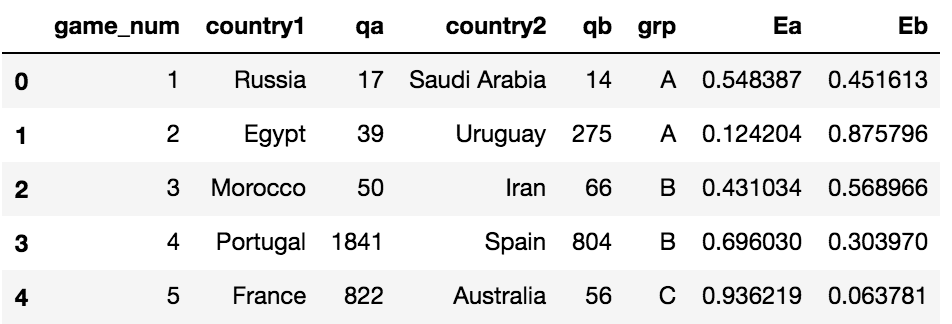 game_num country1 qa country2 qb grp Ea Eb
0 1 Russia 17 Saudi Arabia 14 A 0.548387 0.451613
1 2 Egypt 39 Uruguay 275 A 0.124204 0.875796
2 3 Morocco 50 Iran 66 B 0.431034 0.568966
3 4 Portugal 1841 Spain 804 B 0.696030 0.303970
4 5 France 822 Australia 56 C 0.936219 0.063781